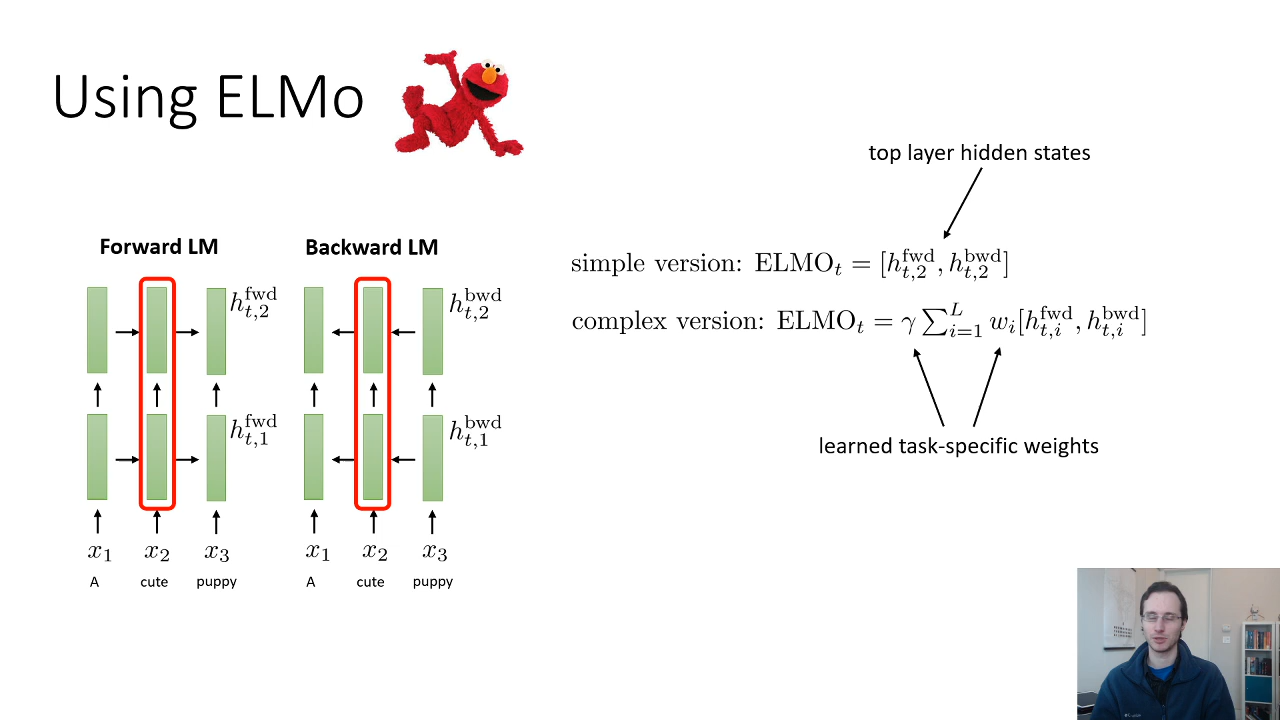 Using ELMo
top layer hidden states
Forward LM
Backward LM
simple version: ELMO_t = [h_{t,2}^{fwd}, h_{t,2}^{bwd}]
complex version: ELMO_t = γ ∑_{i=1}^{L} w_i[h_{t,i}^{fwd}, h_{t,i}^{bwd}]
learned task-specific weights
h_{t,2}^{fwd}
h_{t,2}^{bwd}
h_{t,1}^{fwd}
h_{t,1}^{bwd}
x_1 x_2 x_3
A cute puppy
x_1 x_2 x_3
A cute puppy